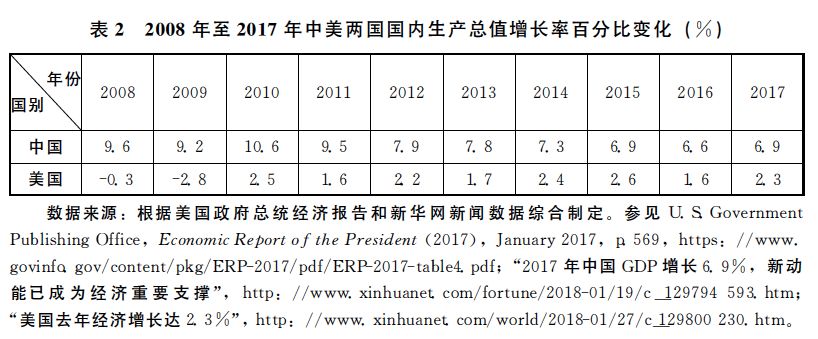 表 2 2008 年至 2017 年中美两国国内生产总值增长率百分比变化 (%)
年份
国别 2008 2009 2010 2011 2012 2013 2014 2015 2016 2017
中国 9.6 9.2 10.6 9.5 7.9 7.8 7.3 6.9 6.6 6.9
美国 -0.3 -2.8 2.5 1.6 2.2 1.7 2.4 2.6 1.6 2.3
数据来源：根据美国政府总统经济报告和新华网新闻数据综合制定。参见 U. S. Government
Publishing Office, Economic Report of the President (2017), January 2017, p. 569, https: //www.
govinfo. gov/content/pkg/ERP-2017/pdf/ERP-2017-table4. pdf; “2017 年中国 GDP 增长 6. 9%，新动
能已成为经济重要支撑”, http: //www. xinhuanet. com/fortune/2018-01/19/c_129794 593. htm;
“美国去年经济增长达 2. 3%”, http: //www. xinhuanet. com/world/2018-01/27/c_129800 230. htm。